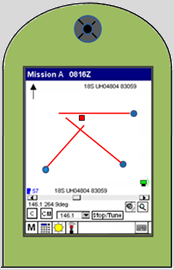 Mission A 0816Z
18S UH04804 83059
57
18S UH04804 83059
146.1 264.9deg
C CM 146.1 Stop/Tune
M